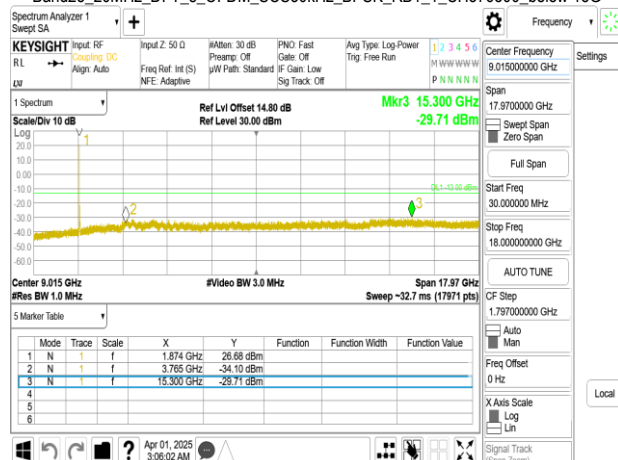 Spectrum Analyzer 1
Swept SA
Frequency
Settings
KEYSIGHT
Input: RF
Coupling: DC
Align: Auto
Input Z: 50 Ω
Freq Ref: Int (S)
NFE: Adaptive
#Atten: 30 dB
Preamp: Off
µW Path: Standard
PNO: Fast
Gate: Off
IF Gain: Low
Sig Track: Off
Avg Type: Log-Power
Trig: Free Run
1 2 3 4 5 6
M W W W W W
P N N N N N
RL
LXI
1 Spectrum
Scale/Div 10 dB
Ref Lvl Offset 14.80 dB
Ref Level 30.00 dBm
Mkr3 15.300 GHz
-29.71 dBm
Log
20.0
10.0
0.00
-10.0
-20.0
-30.0
-40.0
-50.0
-60.0
1
2
3
DL1 -13.00 dBm
Center 9.015 GHz
#Res BW 1.0 MHz
#Video BW 3.0 MHz
Span 17.97 GHz
Sweep ~32.7 ms (17971 pts)
5 Marker Table
Mode Trace Scale X Y Function Function Width Function Value
1 N 1 f 1.874 GHz 26.68 dBm
2 N 1 f 3.765 GHz -34.10 dBm
3 N 1 f 15.300 GHz -29.71 dBm
4
5
6
Apr 01, 2025
3:06:02 AM
?
Center Frequency
9.015000000 GHz
Span
17.9700000 GHz
Swept Span
Zero Span
Full Span
Start Freq
30.000000 MHz
Stop Freq
18.000000000 GHz
AUTO TUNE
CF Step
1.797000000 GHz
Auto
Man
Freq Offset
0 Hz
X Axis Scale
Log
Lin
Local
Signal Track